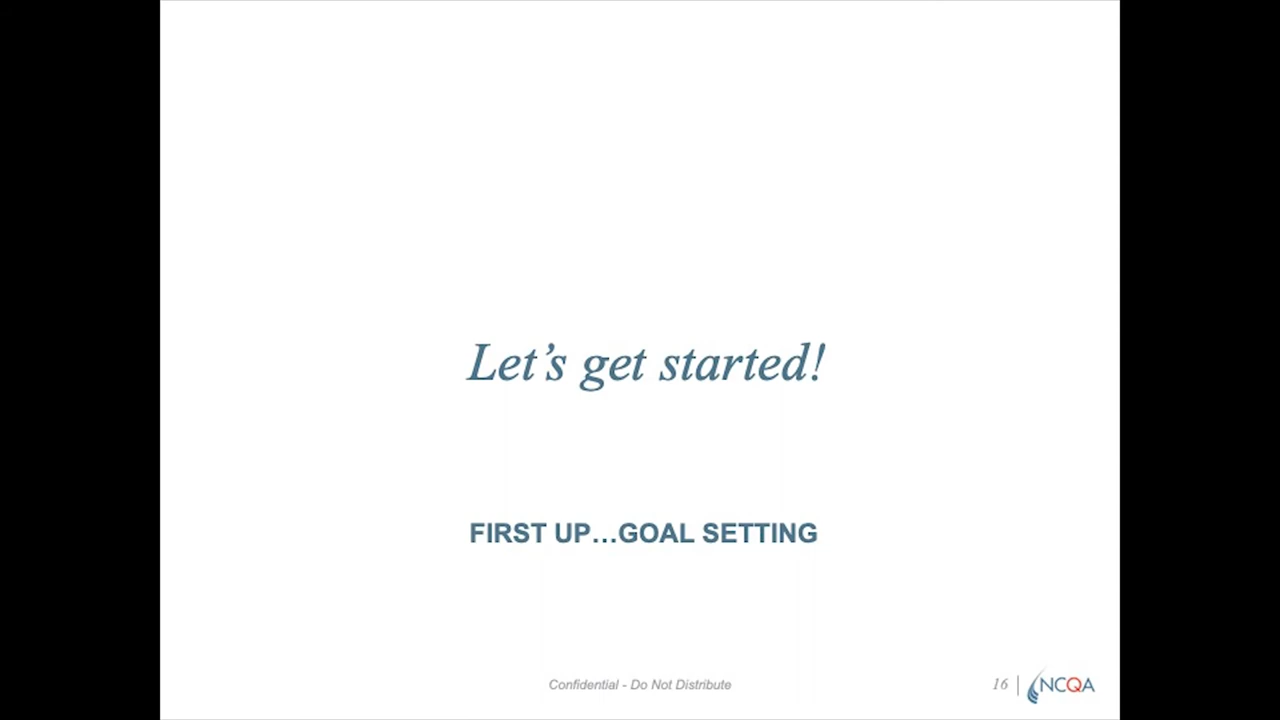 Let’s get started!
FIRST UP…GOAL SETTING
Confidential - Do Not Distribute
16
NCQA